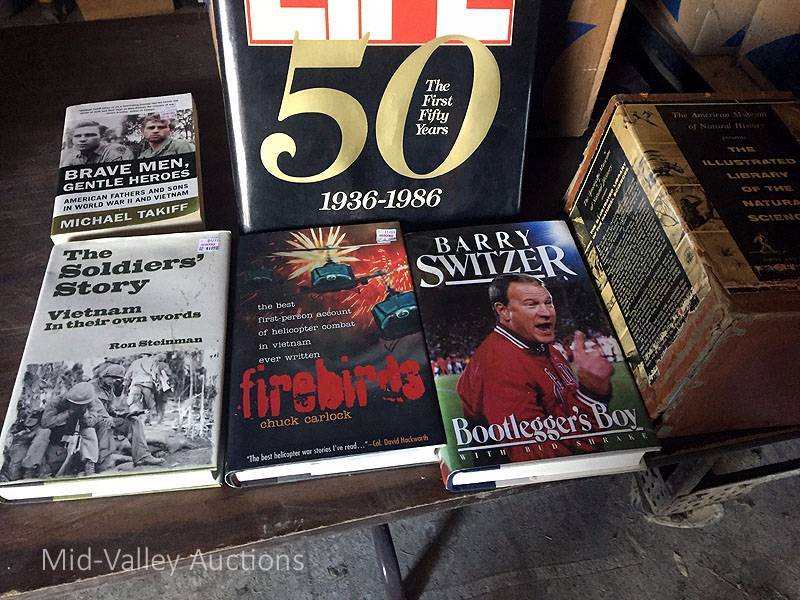 LIFE
50
The
First
Fifty
Years
1936-1986
BRAVE MEN,
GENTLE HEROES
AMERICAN FATHERS AND SONS
IN WORLD WAR II AND VIETNAM
MICHAEL TAKIFF
The American Museum
of Natural History
presents
THE
ILLUSTRATED
LIBRARY
OF THE
NATURAL
SCIENC
The
Soldiers'
Story
Vietnam
In their own words
Ron Steinman
the best
first-person account
of helicopter combat
in vietnam
ever written
firebirds
chuck carlock
"The best helicopter war stories I've read..."—Col. David Hackworth
BARRY
SWITZER
Bootlegger's Boy
WITH BUD SHRAKE
Mid-Valley Auctions